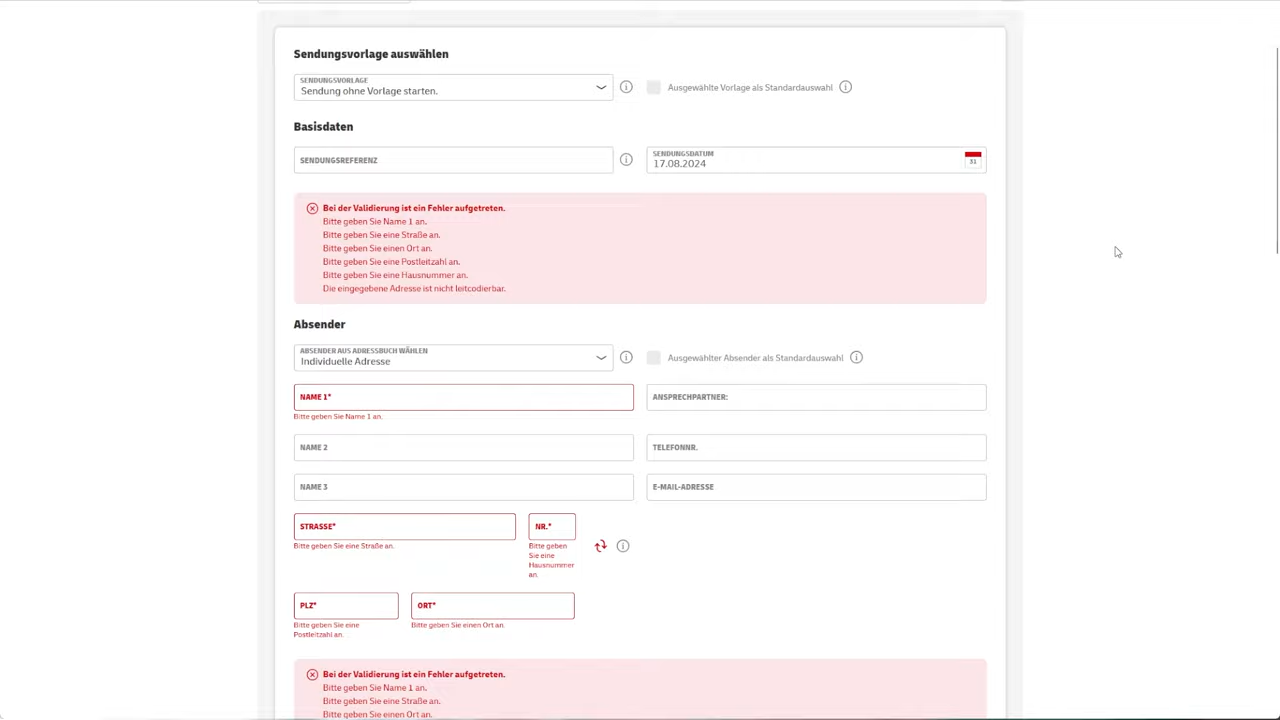 Sendungsvorlage auswählen
SENDUNGSVORLAGE
Sendung ohne Vorlage starten.
Ausgewählte Vorlage als Standardauswahl
Basisdaten
SENDUNGSREFERENZ
SENDUNGSDATUM
17.08.2024
31
Bei der Validierung ist ein Fehler aufgetreten.
Bitte geben Sie Name 1 an.
Bitte geben Sie eine Straße an.
Bitte geben Sie einen Ort an.
Bitte geben Sie eine Postleitzahl an.
Bitte geben Sie eine Hausnummer an.
Die eingegebene Adresse ist nicht leitcodierbar.
Absender
ABSENDER AUS ADRESSBUCH WÄHLEN
Individuelle Adresse
Ausgewählter Absender als Standardauswahl
NAME 1*
ANSPRECHPARTNER:
Bitte geben Sie Name 1 an.
NAME 2
TELEFONNR.
NAME 3
E-MAIL-ADRESSE
STRASSE*
NR.*
Bitte geben Sie eine Straße an.
Bitte geben
Sie eine
Hausnummer
an.
PLZ*
ORT*
Bitte geben Sie eine
Postleitzahl an.
Bitte geben Sie einen Ort an.
Bei der Validierung ist ein Fehler aufgetreten.
Bitte geben Sie Name 1 an.
Bitte geben Sie eine Straße an.
Bitte geben Sie einen Ort an.